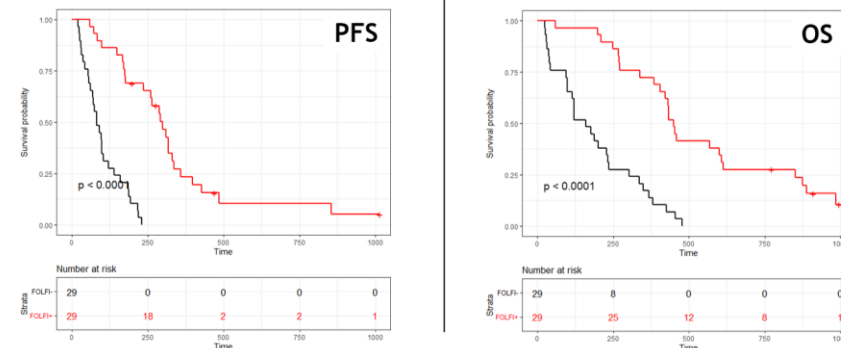 PFS
1.00
0.75
0.50
0.25
0.00
Survival probability
p < 0.0001
0 250 500 750 1000
Time
Number at risk
Strata
FOLFI- 29 0 0 0 0
FOLFI+ 29 18 2 2 1
0 250 500 750 1000
Time
OS
1.00
0.75
0.50
0.25
0.00
Survival probability
p < 0.0001
0 250 500 750
Time
Number at risk
Strata
FOLFI- 29 8 0 0 0
FOLFI+ 29 25 12 8 1
0 250 500 750
Time